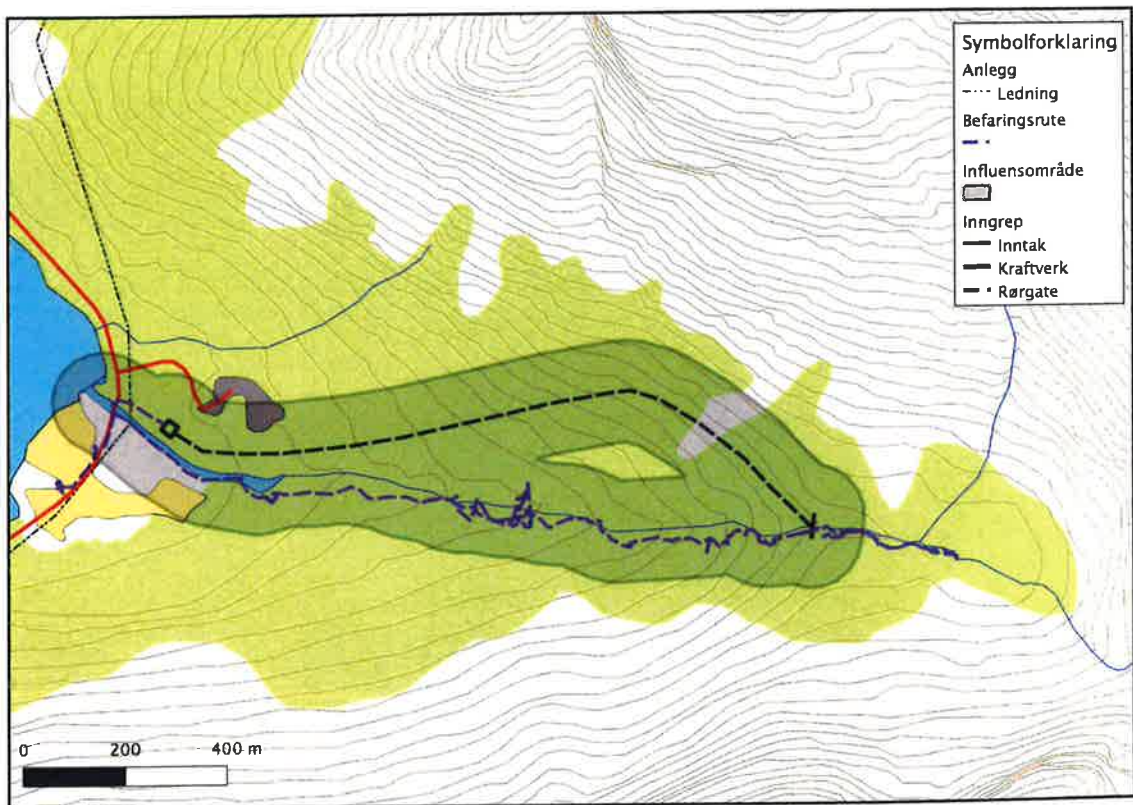 Symbolforklaring
Anlegg
Ledning
Befaringsrute
Influensområde
Inngrep
Inntak
Kraftverk
Rørgate
0 200 400 m